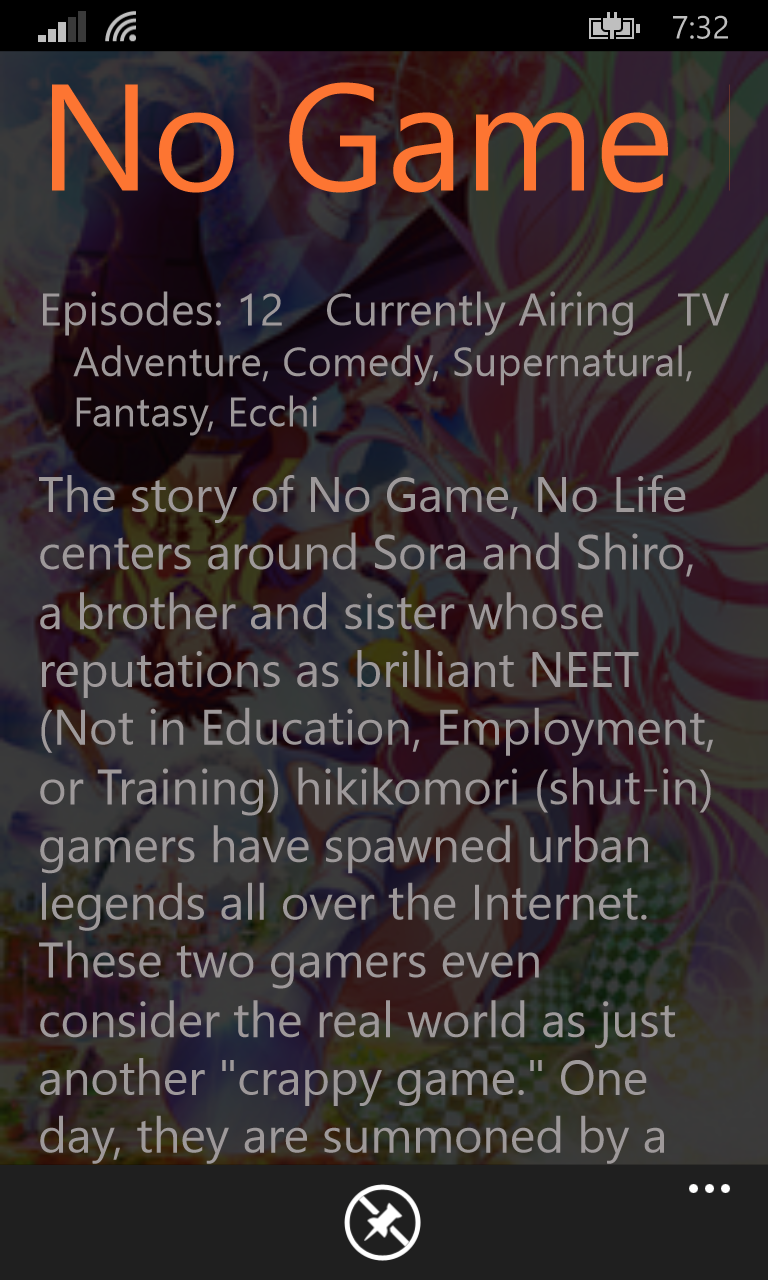 7:32
No Game
Episodes: 12 Currently Airing TV
Adventure, Comedy, Supernatural,
Fantasy, Ecchi
The story of No Game, No Life
centers around Sora and Shiro,
a brother and sister whose
reputations as brilliant NEET
(Not in Education, Employment,
or Training) hikikomori (shut-in)
gamers have spawned urban
legends all over the Internet.
These two gamers even
consider the real world as just
another "crappy game." One
day, they are summoned by a